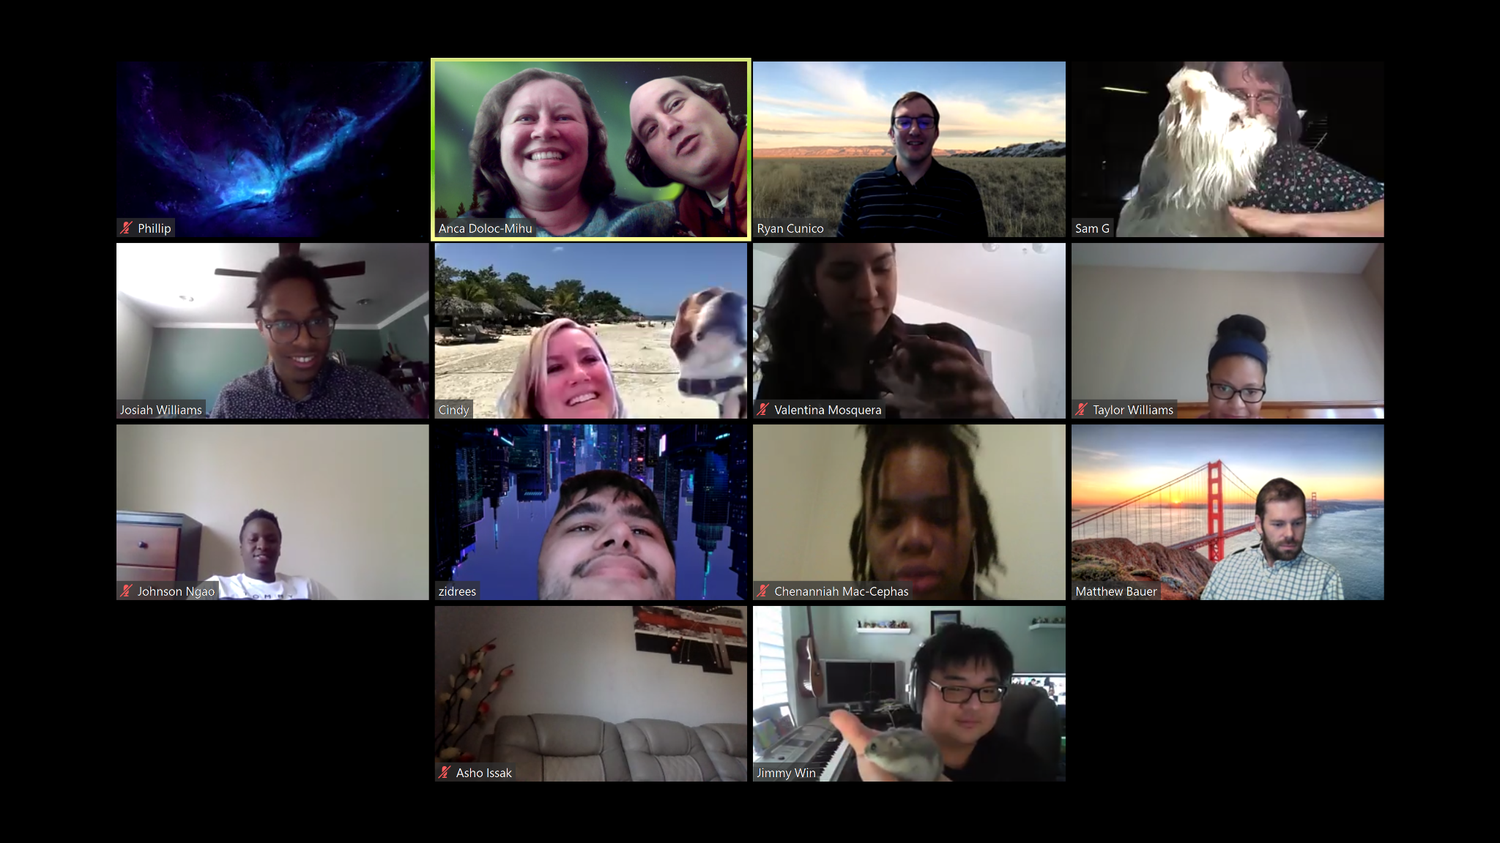 Phillip
Anca Doloc-Mihu
Ryan Cunico
Sam G
Josiah Williams
Cindy
Valentina Mosquera
Taylor Williams
Johnson Ngao
zidrees
Chenanniah Mac-Cephas
Matthew Bauer
Asho Issak
Jimmy Win